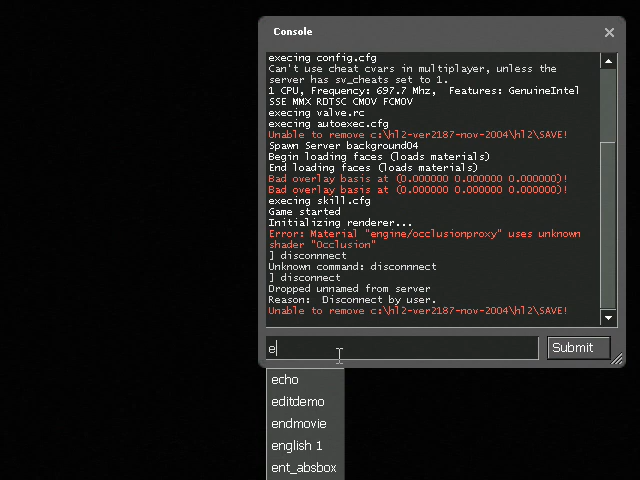 Console
execing config.cfg
Can't use cheat cvars in multiplayer, unless the
server has sv_cheats set to 1.
1 CPU, Frequency: 697.7 Mhz,  Features: GenuineIntel
SSE MMX RDTSC CMOV FCMOV
execing valve.rc
execing autoexec.cfg
Unable to remove c:\hl2-ver2187-nov-2004\hl2\SAVE!
Spawn Server background04
Begin loading faces (loads materials)
End loading faces (loads materials)
Bad overlay basis at (0.000000 0.000000 0.000000)!
Bad overlay basis at (0.000000 0.000000 0.000000)!
execing skill.cfg
Game started
Initializing renderer...
Error: Material "engine/occlusionproxy" uses unknown
shader "Occlusion"
] disconnnect
Unknown command: disconnnect
] disconnect
Dropped unnamed from server
Reason:  Disconnect by user.
Unable to remove c:\hl2-ver2187-nov-2004\hl2\SAVE!
e
Submit
echo
editdemo
endmovie
english 1
ent_absbox